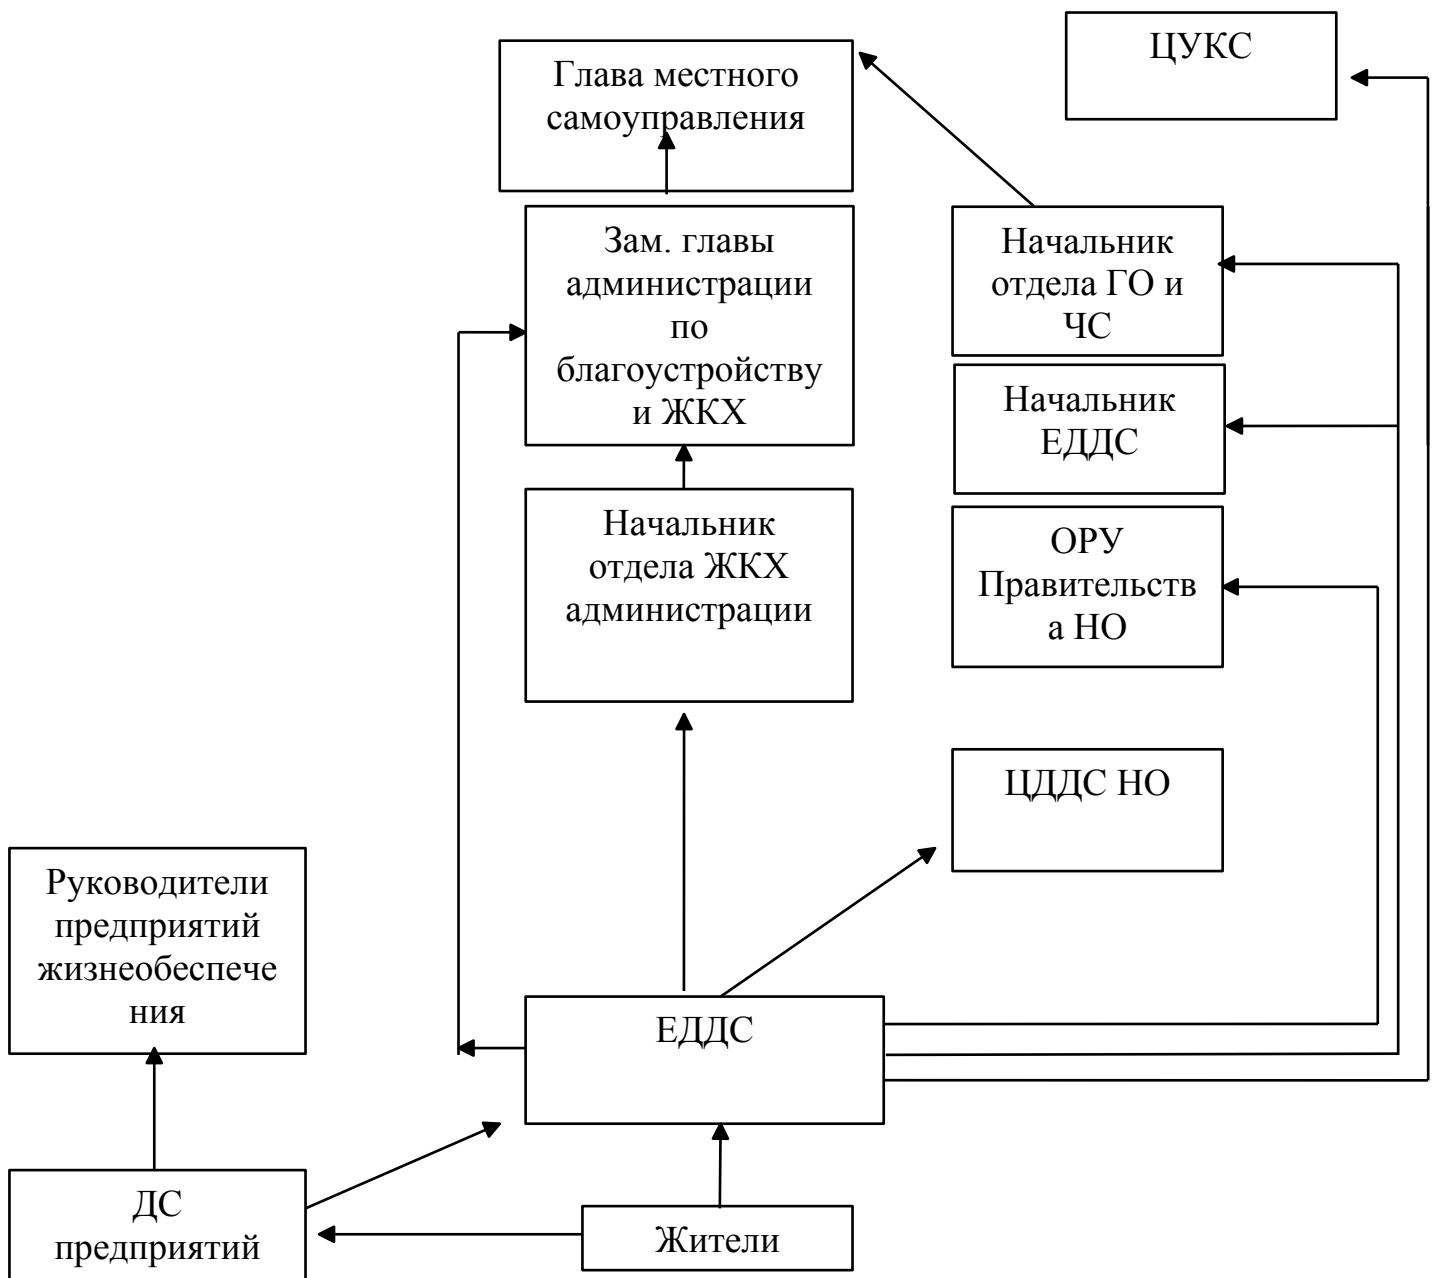 ЦУКС
Глава местного
самоуправления
Зам. главы
администрации
по
благоустройству
и ЖКХ
Начальник
отдела ГО и
ЧС
Начальник
ЕДДС
Начальник
отдела ЖКХ
администрации
ОРУ
Правительств
а НО
ЦДДС НО
Руководители
предприятий
жизнеобеспече
ния
ЕДДС
ДС
предприятий
Жители